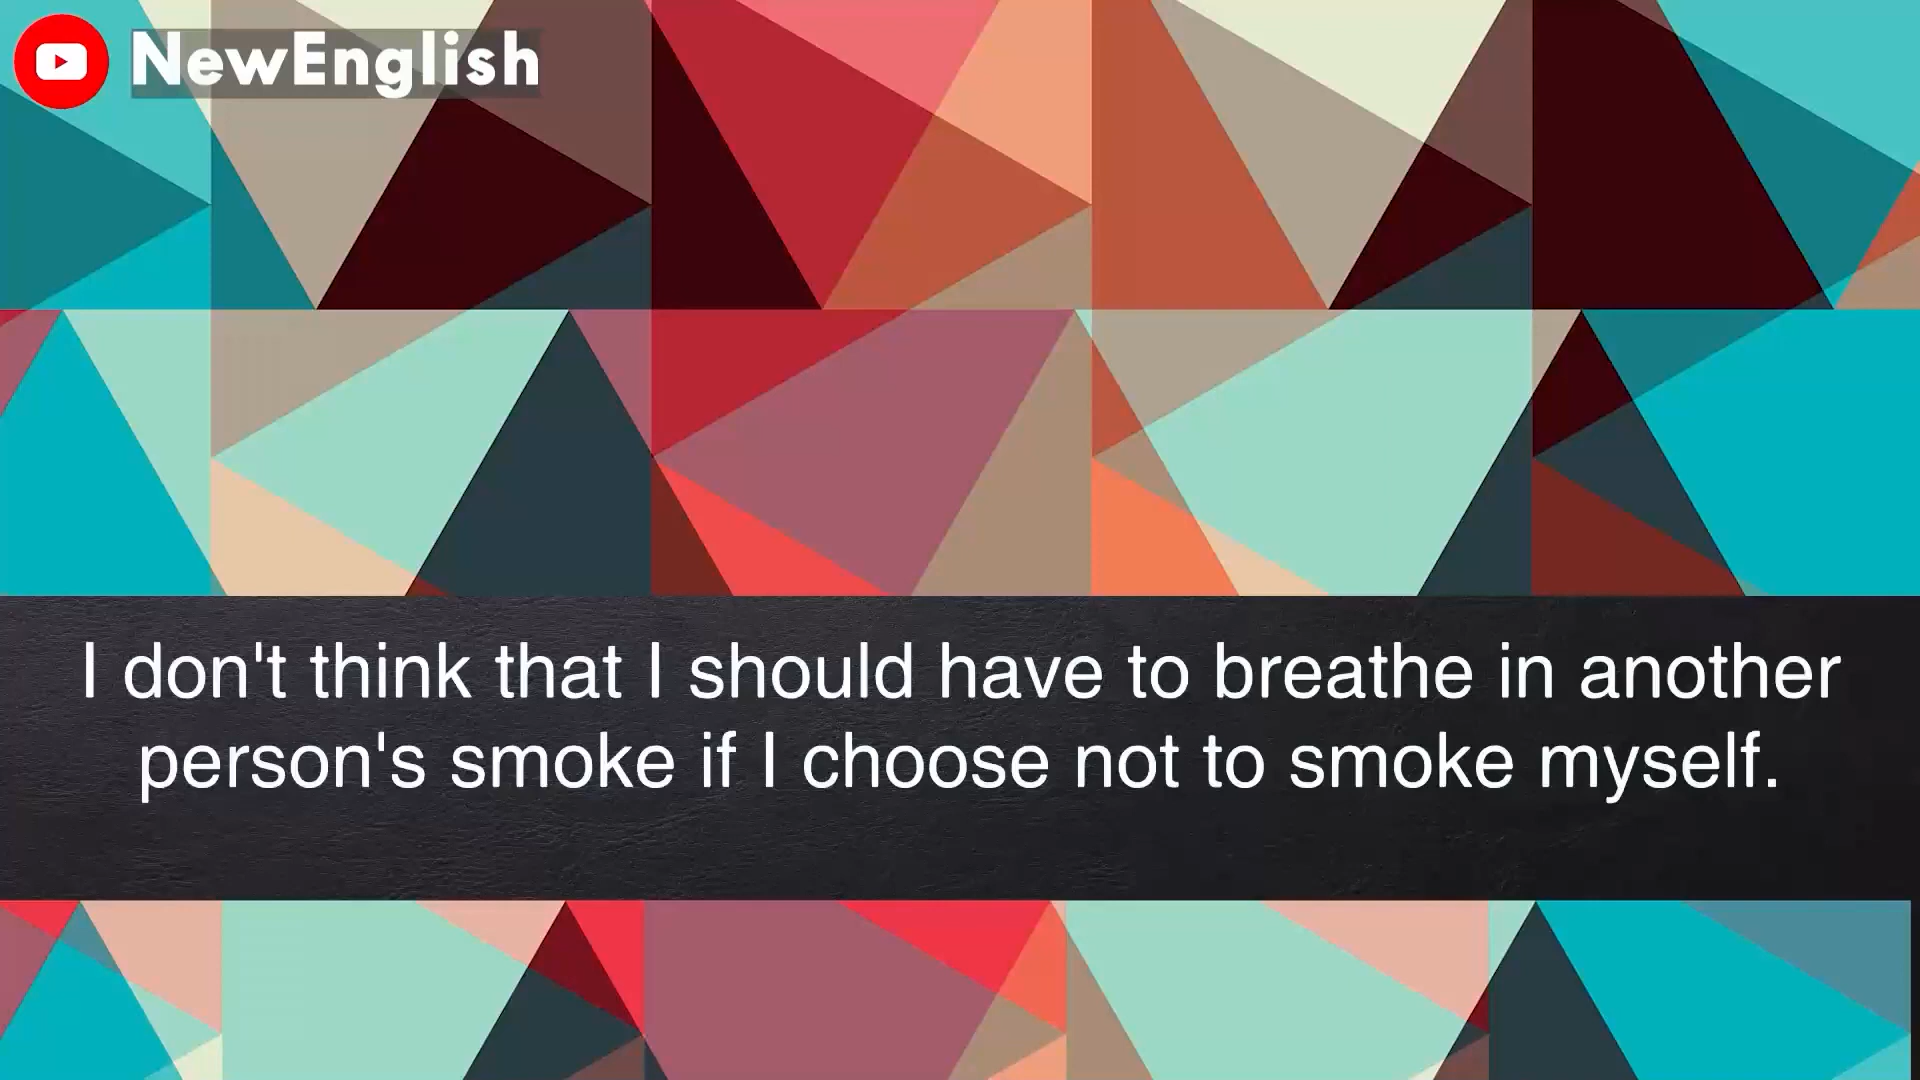 NewEnglish
I don't think that I should have to breathe in another
person's smoke if I choose not to smoke myself.